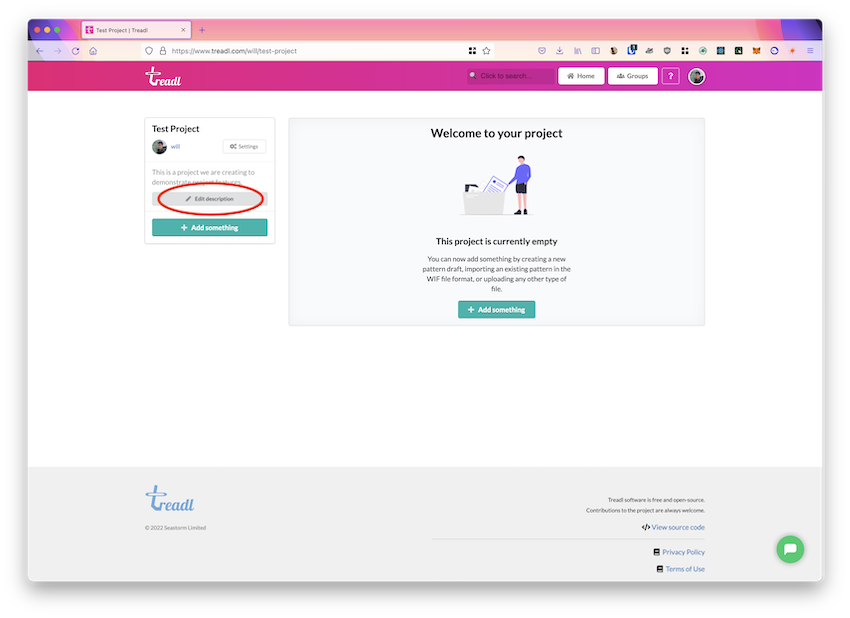 Test Project | Treadl
https://www.treadl.com/will/test-project
treadl
Click to search...
Home
Groups
?
Test Project
will
Settings
This is a project we are creating to
demonstrate project features.
Edit description
Add something
Welcome to your project
This project is currently empty
You can now add something by creating a new
pattern draft, importing an existing pattern in the
WIF file format, or uploading any other type of
file.
Add something
treadl
© 2022 Seastorm Limited
Treadl software is free and open-source.
Contributions to the project are always welcome.
View source code
Privacy Policy
Terms of Use